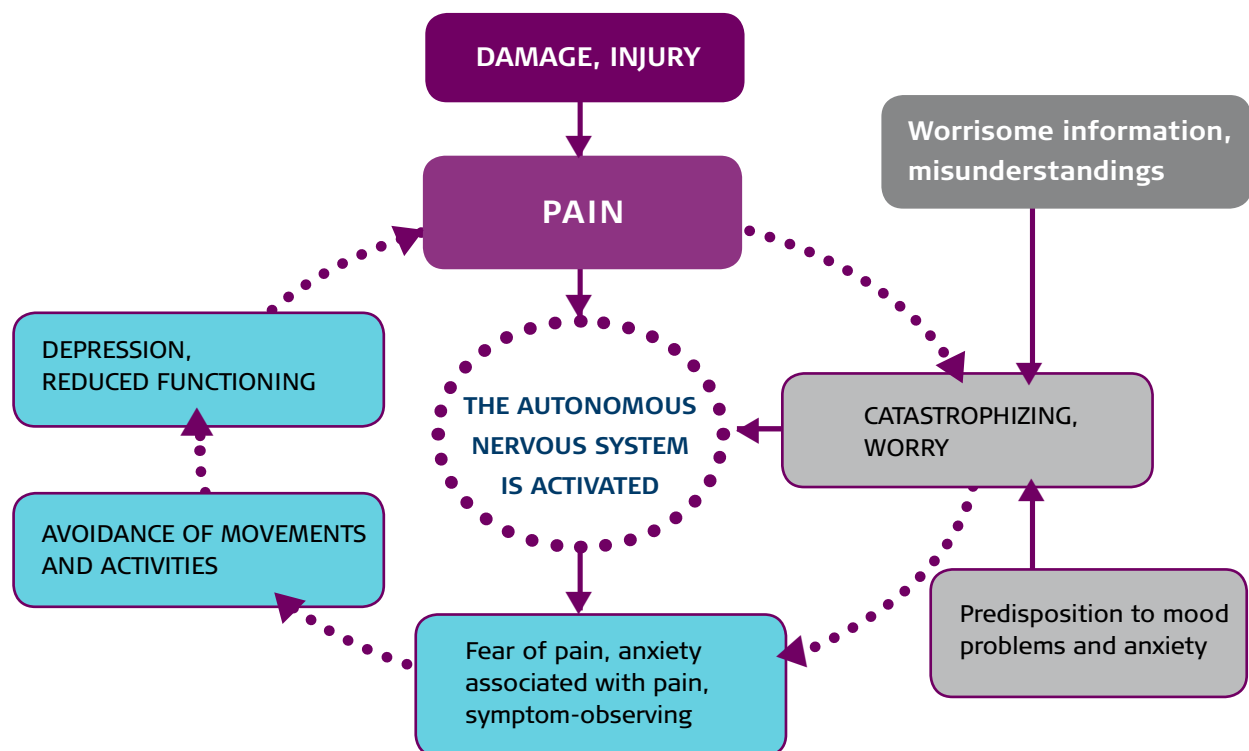 DAMAGE, INJURY
Worrisome information,
misunderstandings
PAIN
DEPRESSION,
REDUCED FUNCTIONING
THE AUTONOMOUS
NERVOUS SYSTEM
IS ACTIVATED
CATASTROPHIZING,
WORRY
AVOIDANCE OF MOVEMENTS
AND ACTIVITIES
Predisposition to mood
problems and anxiety
Fear of pain, anxiety
associated with pain,
symptom-observing